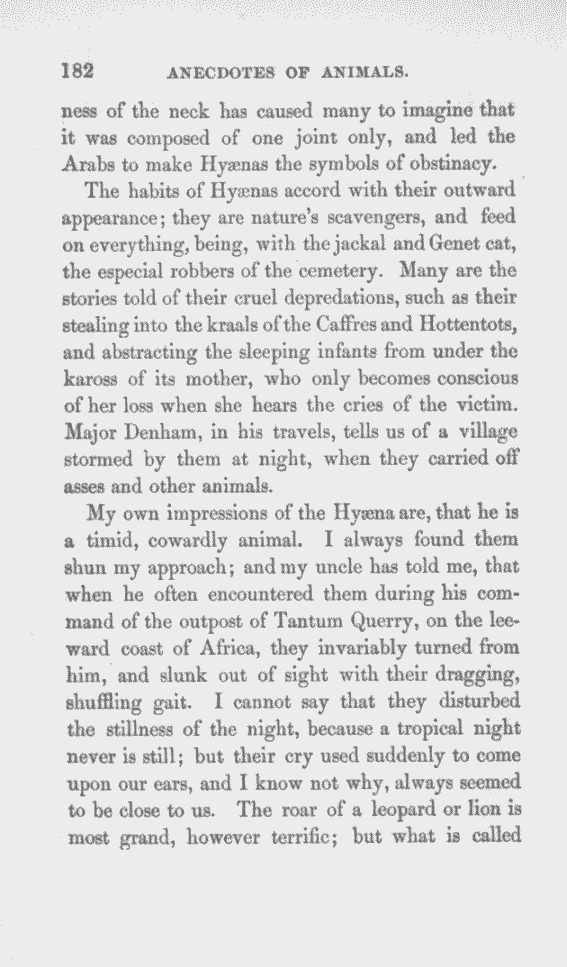 182 ANECDOTES OF ANIMALS.
ness of the neck has caused many to imagine that
it was composed of one joint only, and led the
Arabs to make Hyænas the symbols of obstinacy.
The habits of Hyænas accord with their outward
appearance; they are nature's scavengers, and feed
on everything, being, with the jackal and Genet cat,
the especial robbers of the cemetery. Many are the
stories told of their cruel depredations, such as their
stealing into the kraals of the Caffres and Hottentots,
and abstracting the sleeping infants from under the
kaross of its mother, who only becomes conscious
of her loss when she hears the cries of the victim.
Major Denham, in his travels, tells us of a village
stormed by them at night, when they carried off
asses and other animals.
My own impressions of the Hyæna are, that he is
a timid, cowardly animal. I always found them
shun my approach; and my uncle has told me, that
when he often encountered them during his com-
mand of the outpost of Tantum Querry, on the lee-
ward coast of Africa, they invariably turned from
him, and slunk out of sight with their dragging,
shuffling gait. I cannot say that they disturbed
the stillness of the night, because a tropical night
never is still; but their cry used suddenly to come
upon our ears, and I know not why, always seemed
to be close to us. The roar of a leopard or lion is
most grand, however terrific; but what is called